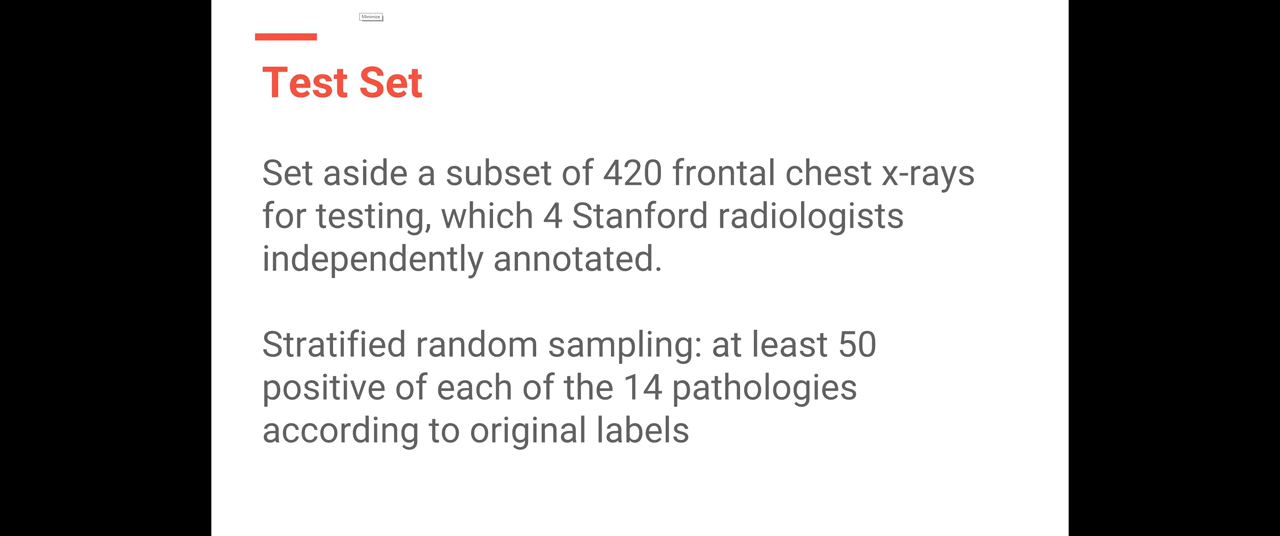 Minimize
Test Set
Set aside a subset of 420 frontal chest x-rays
for testing, which 4 Stanford radiologists
independently annotated.
Stratified random sampling: at least 50
positive of each of the 14 pathologies
according to original labels